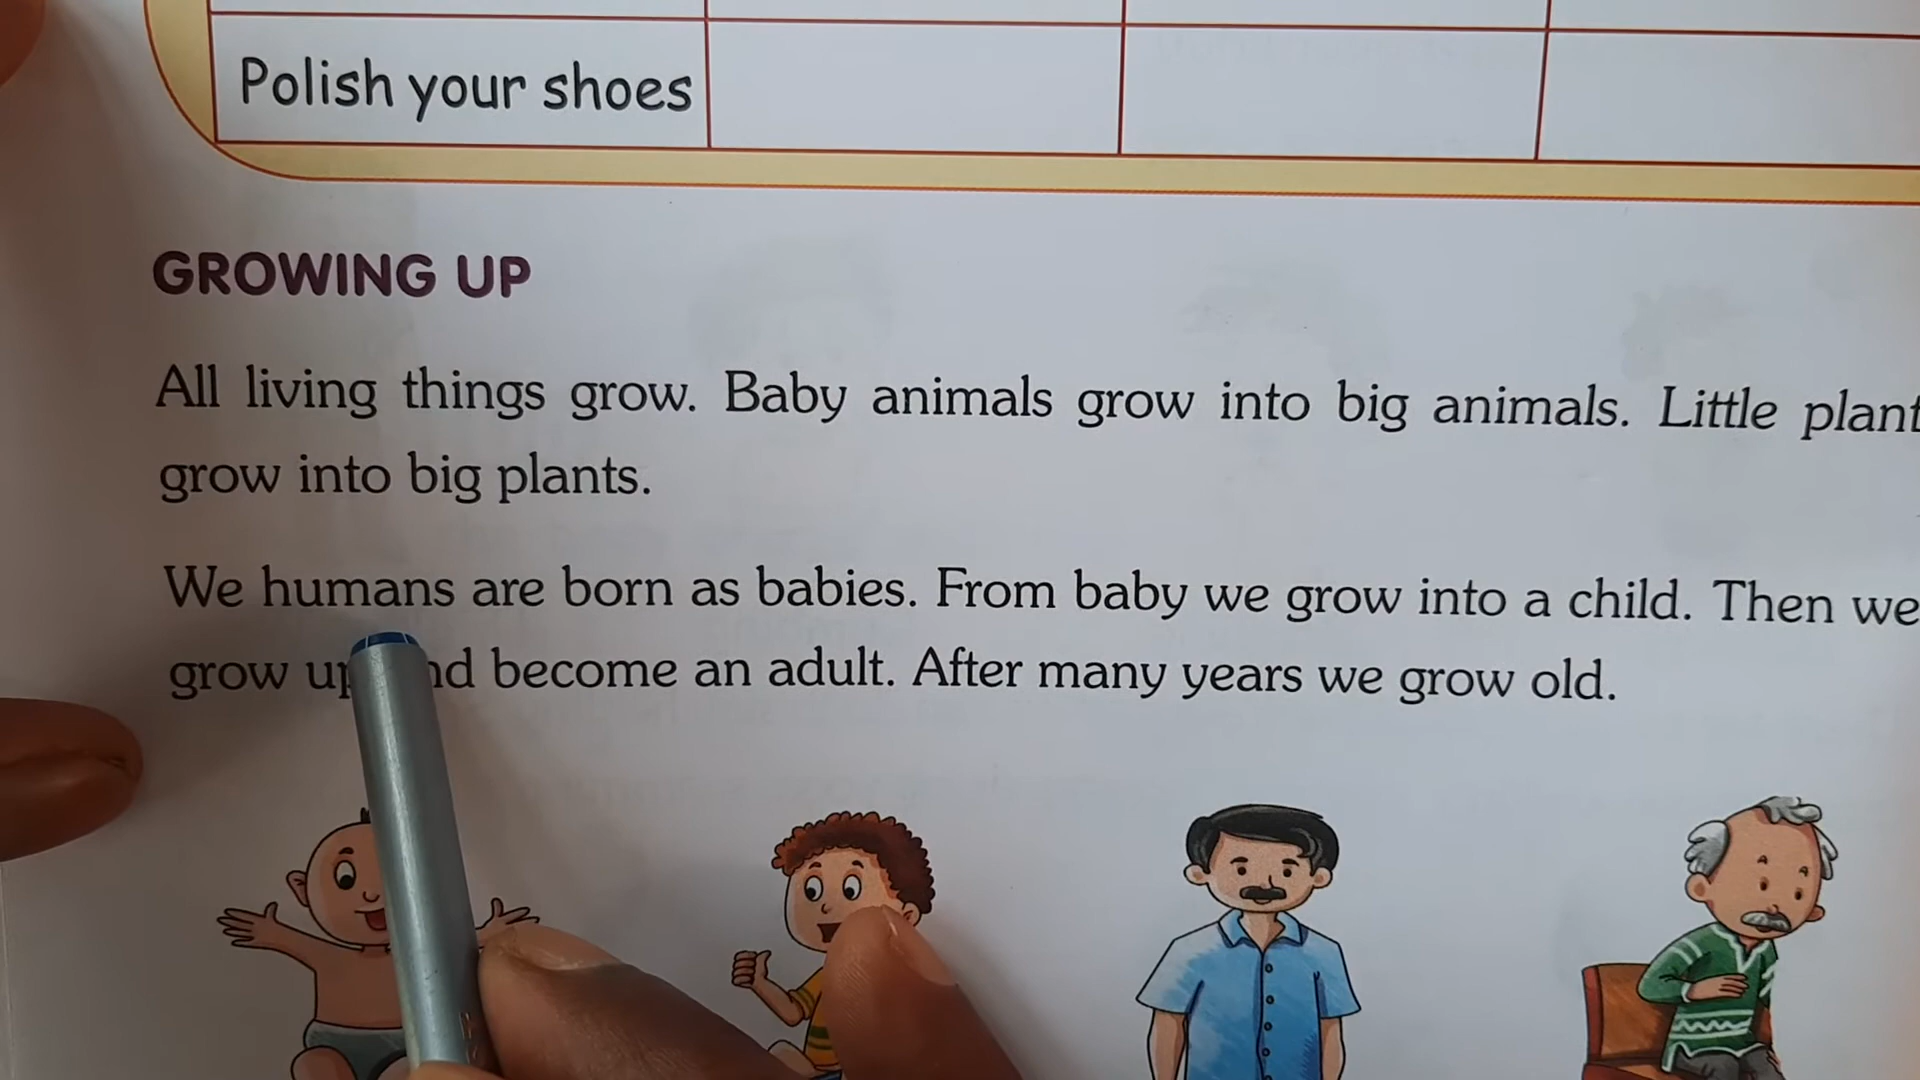 Polish your shoes
GROWING UP
All living things grow. Baby animals grow into big animals. Little plant
grow into big plants.
We humans are born as babies. From baby we grow into a child. Then we
grow up nd become an adult. After many years we grow old.